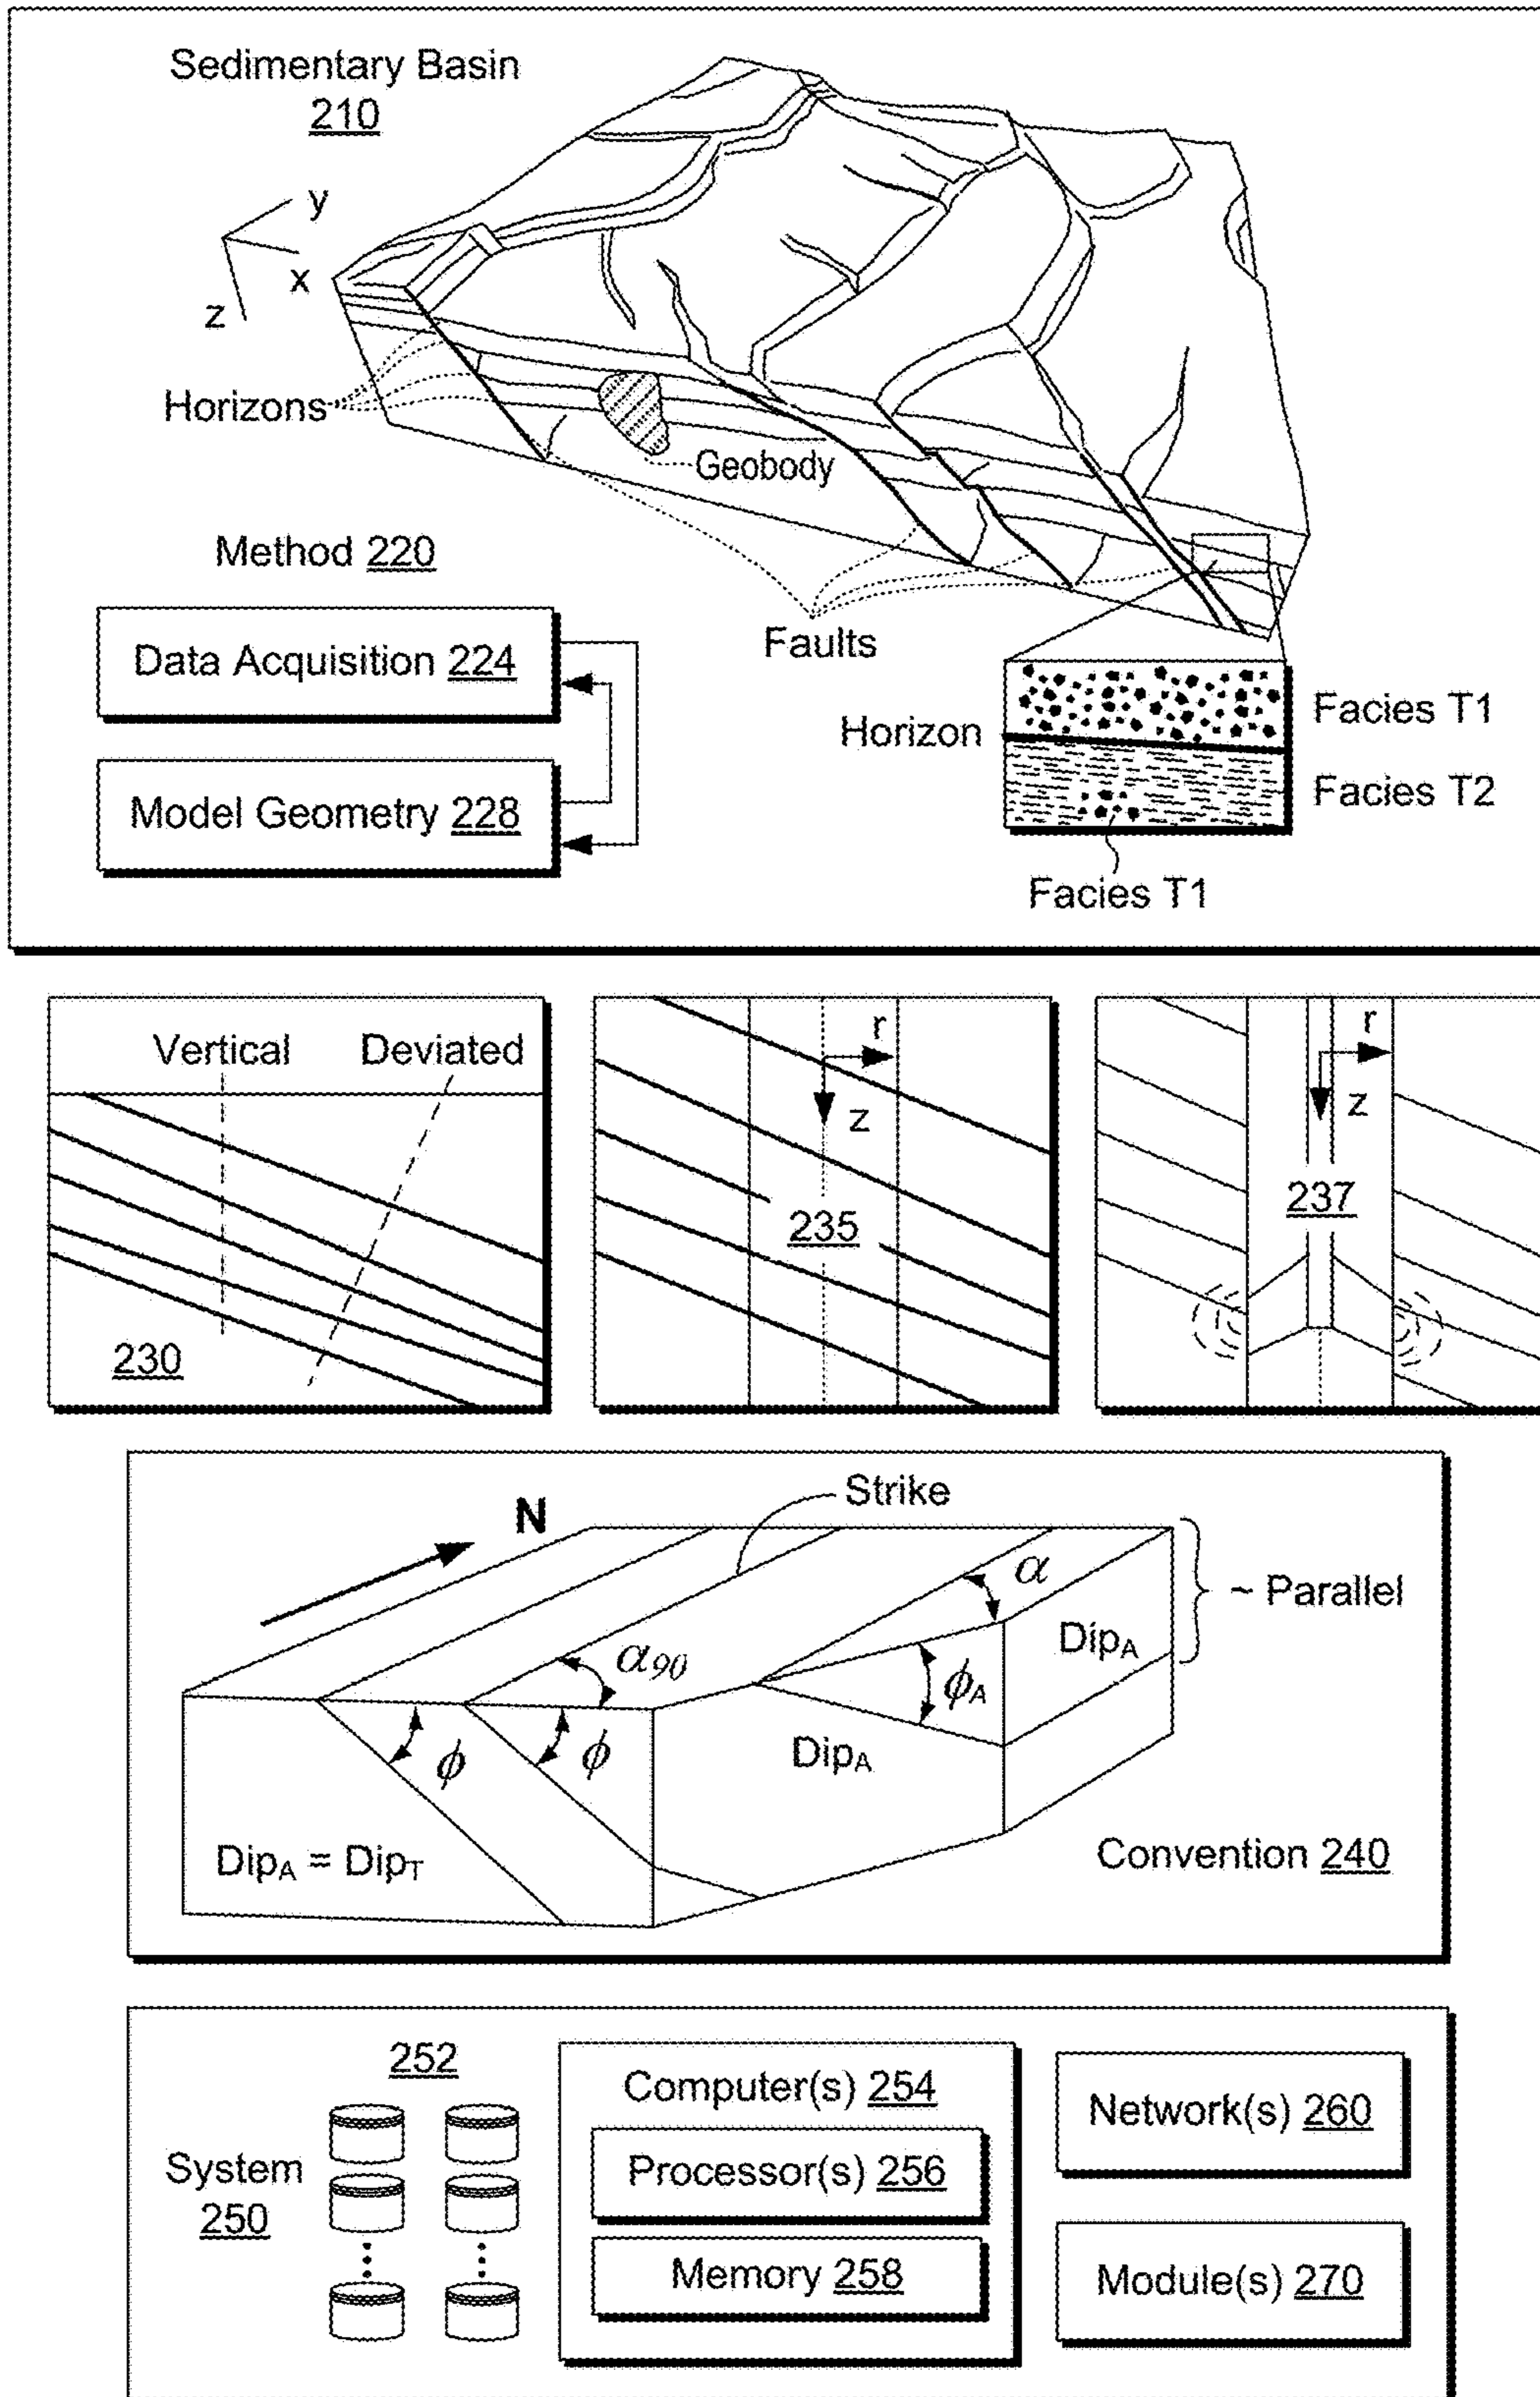 Sedimentary Basin
210
y
x
z
Horizons
Geobody
Method 220
Faults
Data Acquisition 224
Model Geometry 228
Horizon
Facies T1
Facies T2
Facies T1
Vertical
Deviated
230
r
z
235
r
z
237
N
Strike
α
~ Parallel
α90
DipA
ϕA
ϕ
ϕ
DipA
DipA = DipT
Convention 240
252
System
250
Computer(s) 254
Processor(s) 256
Memory 258
Network(s) 260
Module(s) 270